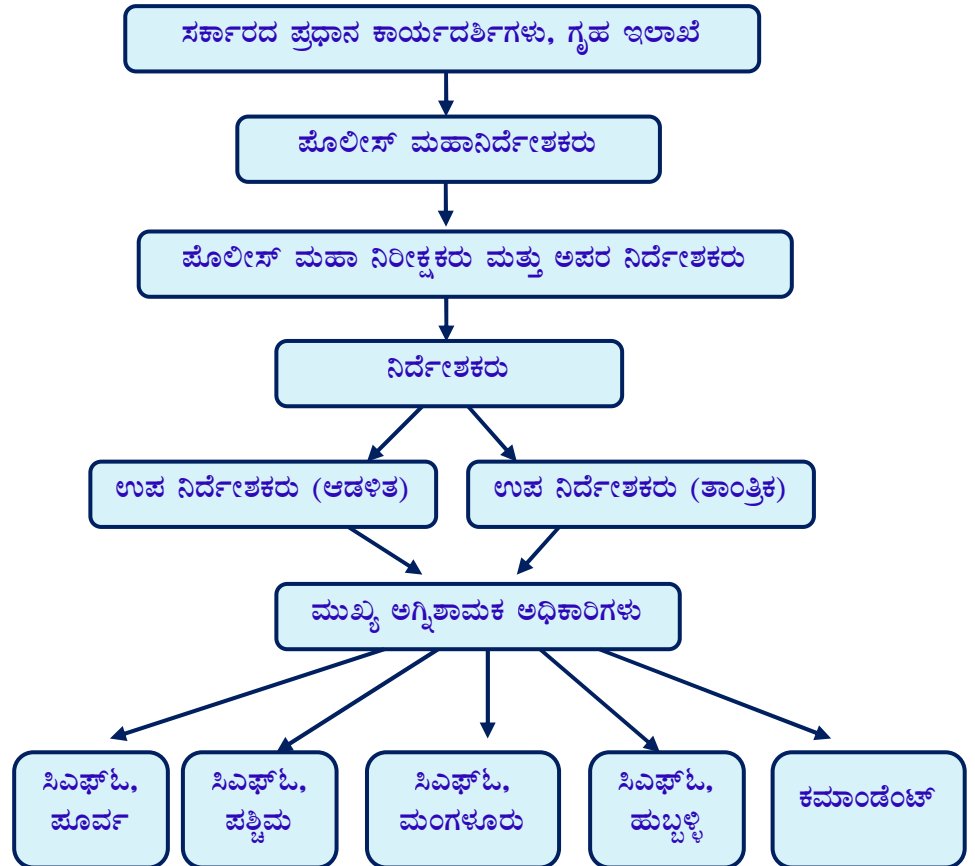 ಸರ್ಕಾರದ ಪ್ರಧಾನ ಕಾರ್ಯದರ್ಶಿಗಳು, ಗೃಹ ಇಲಾಖೆ
ಪೊಲೀಸ್ ಮಹಾನಿರ್ದೇಶಕರು
ಪೊಲೀಸ್ ಮಹಾ ನಿರೀಕ್ಷಕರು ಮತ್ತು ಅಪರ ನಿರ್ದೇಶಕರು
ನಿರ್ದೇಶಕರು
ಉಪ ನಿರ್ದೇಶಕರು (ಆಡಳಿತ)
ಉಪ ನಿರ್ದೇಶಕರು (ತಾಂತ್ರಿಕ)
ಮುಖ್ಯ ಅಗ್ನಿಶಾಮಕ ಅಧಿಕಾರಿಗಳು
ಸಿಎಫ್ಓ,
ಪೂರ್ವ
ಸಿಎಫ್ಓ,
ಪಶ್ಚಿಮ
ಸಿಎಫ್ಓ,
ಮಂಗಳೂರು
ಸಿಎಫ್ಓ,
ಹುಬ್ಬಳ್ಳಿ
ಕಮಾಂಡೆಂಟ್